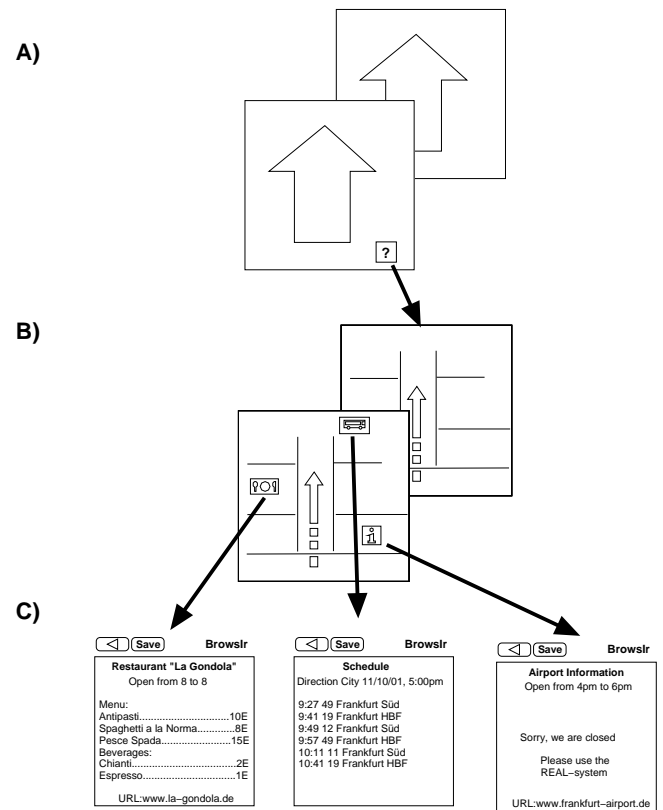 A)
?
B)
i
C)
Save
Browslr
Restaurant "La Gondola"
Open from 8 to 8
Menu:
Antipasti..............................10E
Spaghetti a la Norma............8E
Pesce Spada.......................15E
Beverages:
Chianti...................................2E
Espresso...............................1E
URL:www.la−gondola.de
Save
Browslr
Schedule
Direction City 11/10/01, 5:00pm
9:27 49 Frankfurt Süd
9:41 19 Frankfurt HBF
9:49 12 Frankfurt Süd
9:57 49 Frankfurt HBF
10:11 11 Frankfurt Süd
10:41 19 Frankfurt HBF
Save
Browslr
Airport Information
Open from 4pm to 6pm
Sorry, we are closed
Please use the
REAL−system
URL:www.frankfurt−airport.de